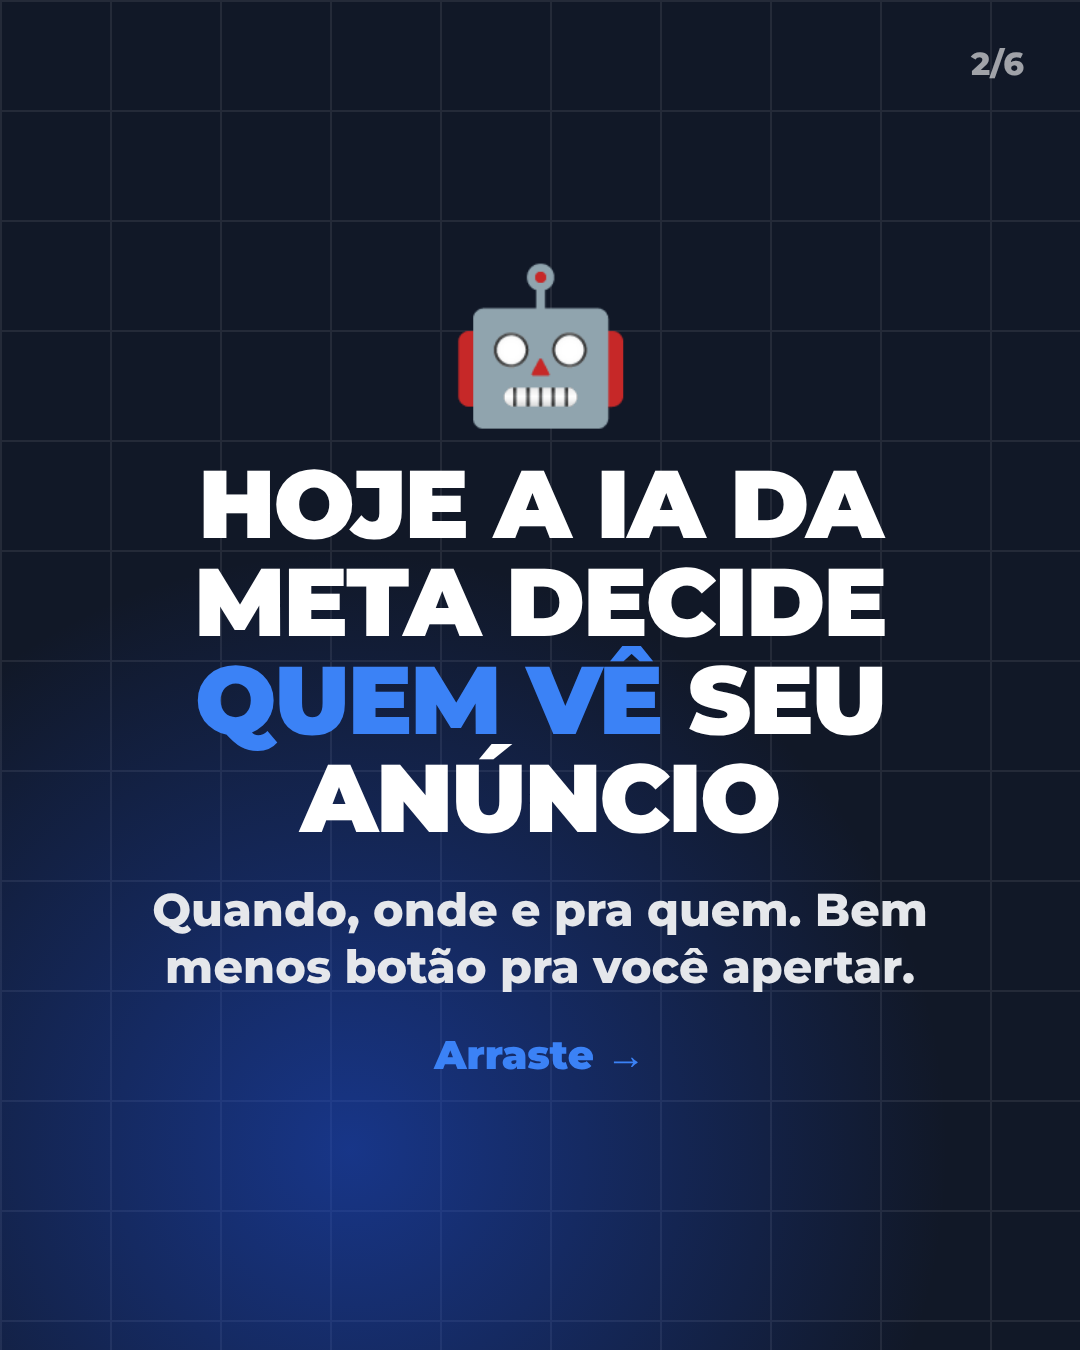 2/6
HOJE A IA DA
META DECIDE
QUEM VÊ SEU
ANÚNCIO
Quando, onde e pra quem. Bem
menos botão pra você apertar.
Arraste →